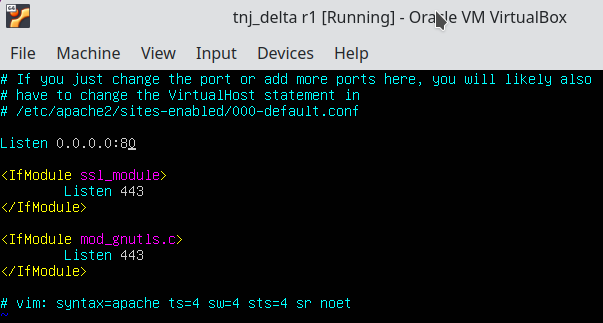 tnj_delta r1 [Running] - Oracle VM VirtualBox
File Machine View Input Devices Help
# If you just change the port or add more ports here, you will likely also
# have to change the VirtualHost statement in
# /etc/apache2/sites-enabled/000-default.conf
Listen 0.0.0.0:80
<IfModule ssl_module>
Listen 443
</IfModule>
<IfModule mod_gnutls.c>
Listen 443
</IfModule>
# vim: syntax=apache ts=4 sw=4 sts=4 sr noet
~